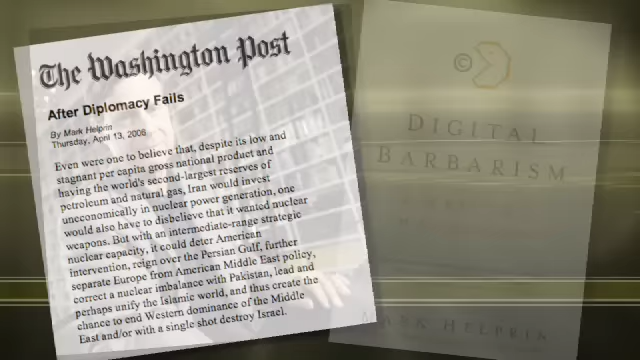 The Washington Post
After Diplomacy Fails
By Mark Helprin
Thursday, April 13, 2006
Even were one to believe that, despite its low and
stagnant per capita gross national product and
having the world's second-largest reserves of
petroleum and natural gas, Iran would invest
uneconomically in nuclear power generation, one
would also have to disbelieve that it wanted nuclear
weapons. But with an intermediate-range strategic
nuclear capacity, it could deter American
intervention, reign over the Persian Gulf, further
separate Europe from American Middle East policy,
correct a nuclear imbalance with Pakistan, lead and
perhaps unify the Islamic world, and thus create the
chance to end Western dominance of the Middle
East and/or with a single shot destroy Israel.
©
DIGITAL
BARBARISM
MARK HELPRIN